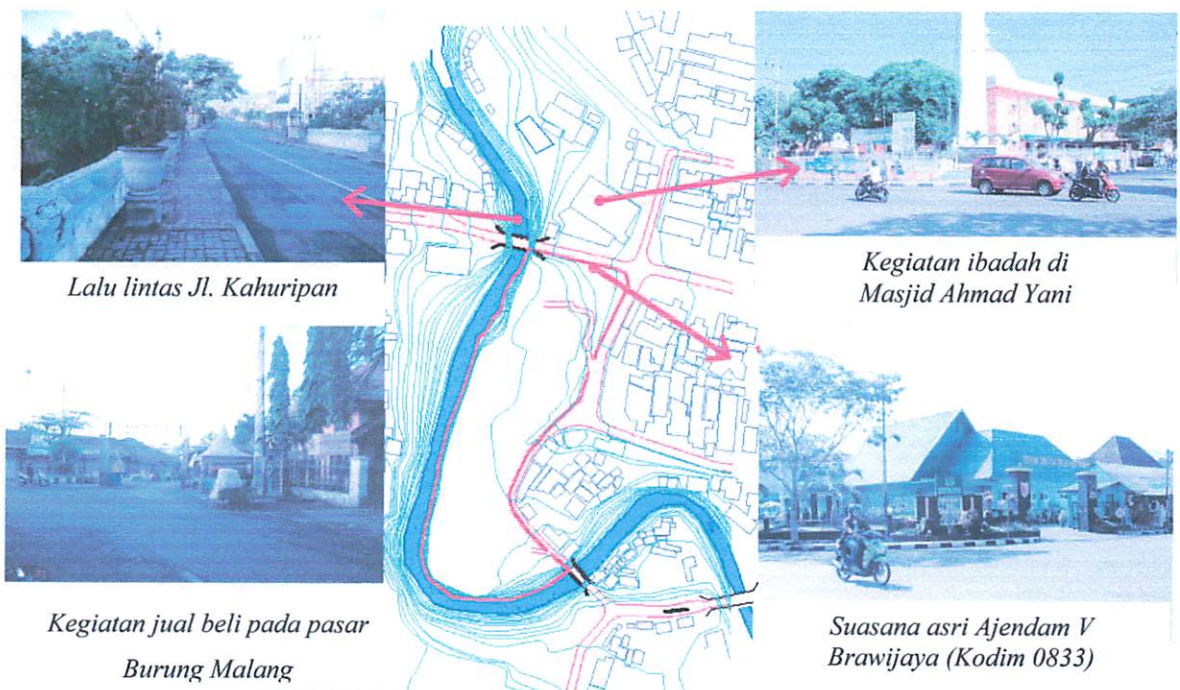 Lalu lintas Jl. Kahuripan
Kegiatan ibadah di
Masjid Ahmad Yani
Kegiatan jual beli pada pasar
Burung Malang
Suasana asri Ajendam V
Brawijaya (Kodim 0833)